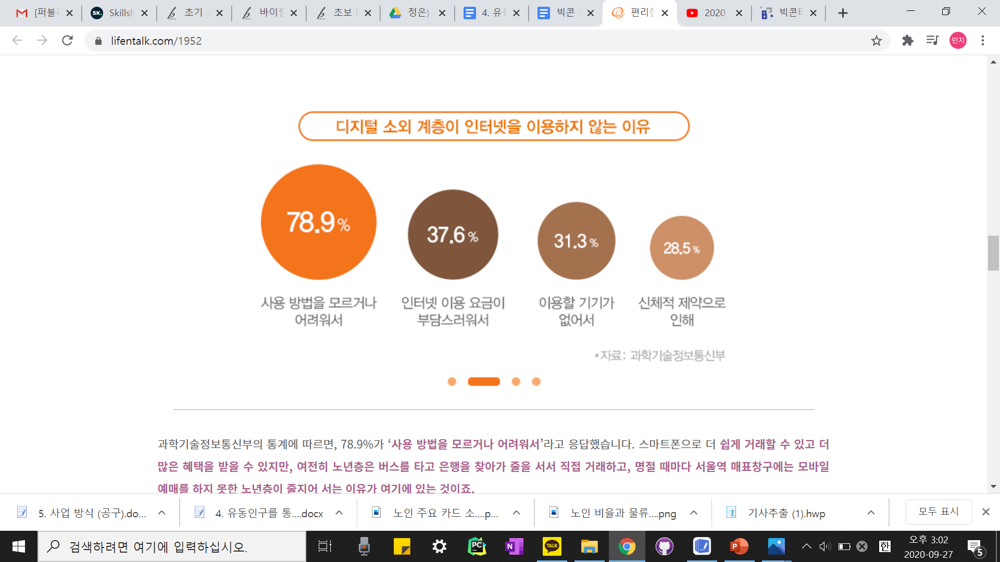 [퍼블
Skillsh
초기
바이럴
초보
정은)
4. 유동
빅콘
편리한
2020
빅콘테
lifentalk.com/1952
민지
디지털 소외 계층이 인터넷을 이용하지 않는 이유
78.9%
37.6%
31.3%
28.5%
사용 방법을 모르거나
어려워서
인터넷 이용 요금이
부담스러워서
이용할 기기가
없어서
신체적 제약으로
인해
*자료: 과학기술정보통신부
과학기술정보통신부의 통계에 따르면, 78.9%가 ‘사용 방법을 모르거나 어려워서’라고 응답했습니다. 스마트폰으로 더 쉽게 거래할 수 있고 더
많은 혜택을 받을 수 있지만, 여전히 노년층은 버스를 타고 은행을 찾아가 줄을 서서 직접 거래하고, 명절 때마다 서울역 매표창구에는 모바일
예매를 하지 못한 노년층이 줄지어 서는 이유가 여기에 있는 것이죠.
5. 사업 방식 (공구).do...
4. 유동인구를 통....docx
노인 주요 카드 소....p...
노인 비율과 물류....png
기사추출 (1).hwp
모두 표시
검색하려면 여기에 입력하십시오.
PC
N
TALK
P
한
오후 3:02
2020-09-27
5